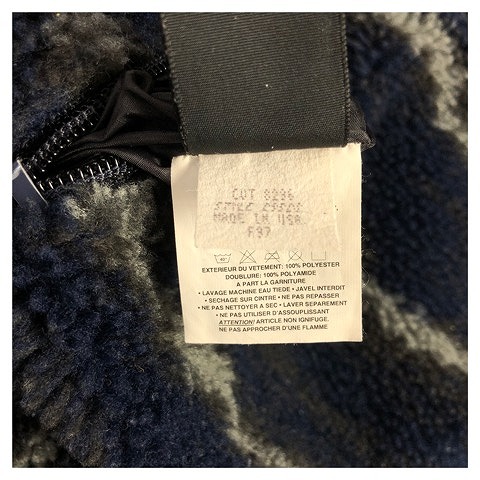 CUT 0296
MADE IN USA
F97
40°
EXTERIEUR DU VETEMENT: 100% POLYESTER
DOUBLURE: 100% POLYAMIDE
A PART LA GARNITURE
• LAVAGE MACHINE EAU TIEDE • JAVEL INTERDIT
• SECHAGE SUR CINTRE • NE PAS REPASSER
• NE PAS NETTOYER A SEC • LAVER SEPAREMENT
• NE PAS UTILISER D'ASSOUPLISSANT
ATTENTION! ARTICLE NON IGNIFUGE.
NE PAS APPROCHER D'UNE FLAMME